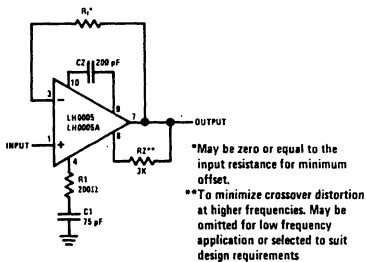 Rf*
C2
200 pF
10
3
LH0005
LH0005A
9
7
OUTPUT
8
INPUT
1
4
R2**
3K
R1
200Ω
C1
75 pF
*May be zero or equal to the
input resistance for minimum
offset.
**To minimize crossover distortion
at higher frequencies. May be
omitted for low frequency
application or selected to suit
design requirements